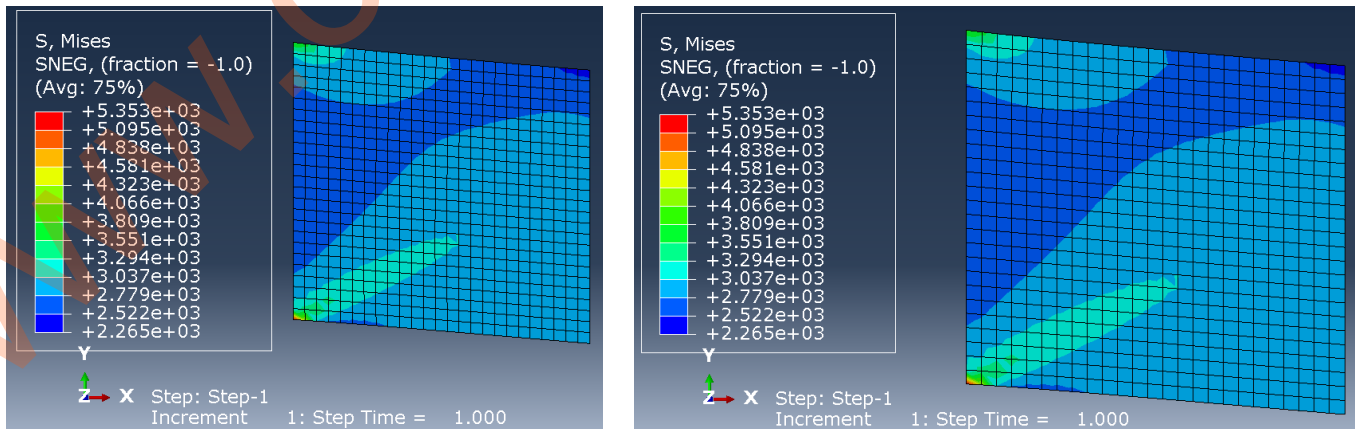 S, Mises
SNEG, (fraction = -1.0)
(Avg: 75%)
+5.353e+03
+5.095e+03
+4.838e+03
+4.581e+03
+4.323e+03
+4.066e+03
+3.809e+03
+3.551e+03
+3.294e+03
+3.037e+03
+2.779e+03
+2.522e+03
+2.265e+03
Y
Z X
Step: Step-1
Increment 1: Step Time = 1.000
S, Mises
SNEG, (fraction = -1.0)
(Avg: 75%)
+5.353e+03
+5.095e+03
+4.838e+03
+4.581e+03
+4.323e+03
+4.066e+03
+3.809e+03
+3.551e+03
+3.294e+03
+3.037e+03
+2.779e+03
+2.522e+03
+2.265e+03
Y
Z X
Step: Step-1
Increment 1: Step Time = 1.000